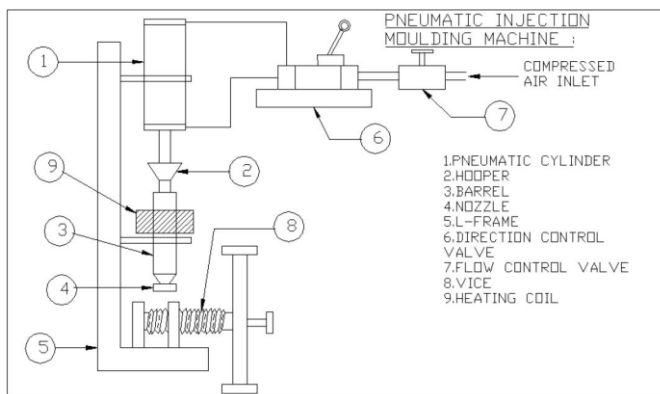 PNEUMATIC INJECTION
MOULDING MACHINE :
COMPRESSED
AIR INLET
1
2
9
3
4
5
6
7
8
1.PNEUMATIC CYLINDER
2.HOOPER
3.BARREL
4.NOZZLE
5.L-FRAME
6.DIRECTION CONTROL
VALVE
7.FLOW CONTROL VALVE
8.VICE
9.HEATING COIL